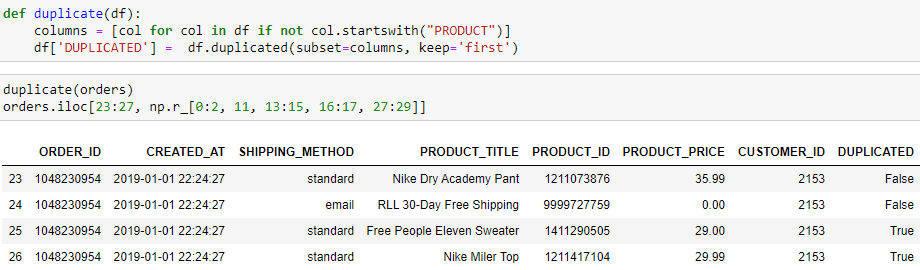 def duplicate(df):
    columns = [col for col in df if not col.startswith("PRODUCT")]
    df['DUPLICATED'] =  df.duplicated(subset=columns, keep='first')
duplicate(orders)
orders.iloc[23:27, np.r_[0:2, 11, 13:15, 16:17, 27:29]]
ORDER_ID CREATED_AT SHIPPING_METHOD PRODUCT_TITLE PRODUCT_ID PRODUCT_PRICE CUSTOMER_ID DUPLICATED
23 1048230954 2019-01-01 22:24:27 standard Nike Dry Academy Pant 1211073876 35.99 2153 False
24 1048230954 2019-01-01 22:24:27 email RLL 30-Day Free Shipping 9999727759 0.00 2153 False
25 1048230954 2019-01-01 22:24:27 standard Free People Eleven Sweater 1411290505 29.00 2153 True
26 1048230954 2019-01-01 22:24:27 standard Nike Miler Top 1211417104 29.99 2153 True